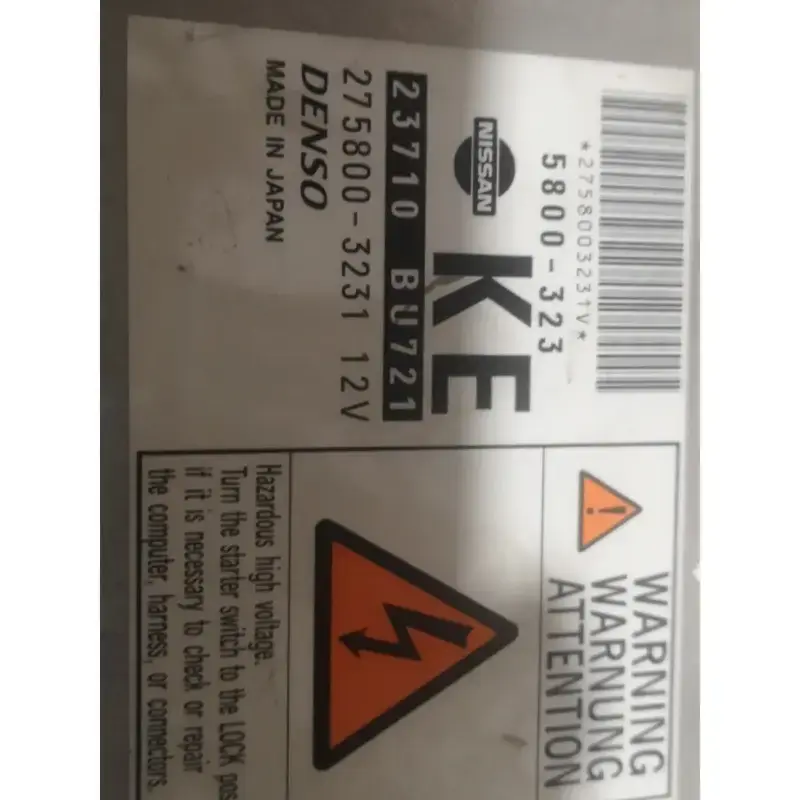 *2758003231V*
5800-323
NISSAN
KE
23710 BU721
275800-3231 12V
DENSO
MADE IN JAPAN
WARNING
WARNUNG
ATTENTION
Hazardous high voltage.
Turn the starter switch to the LOCK pos
if it is necessary to check or repair
the computer, harness, or connectors.